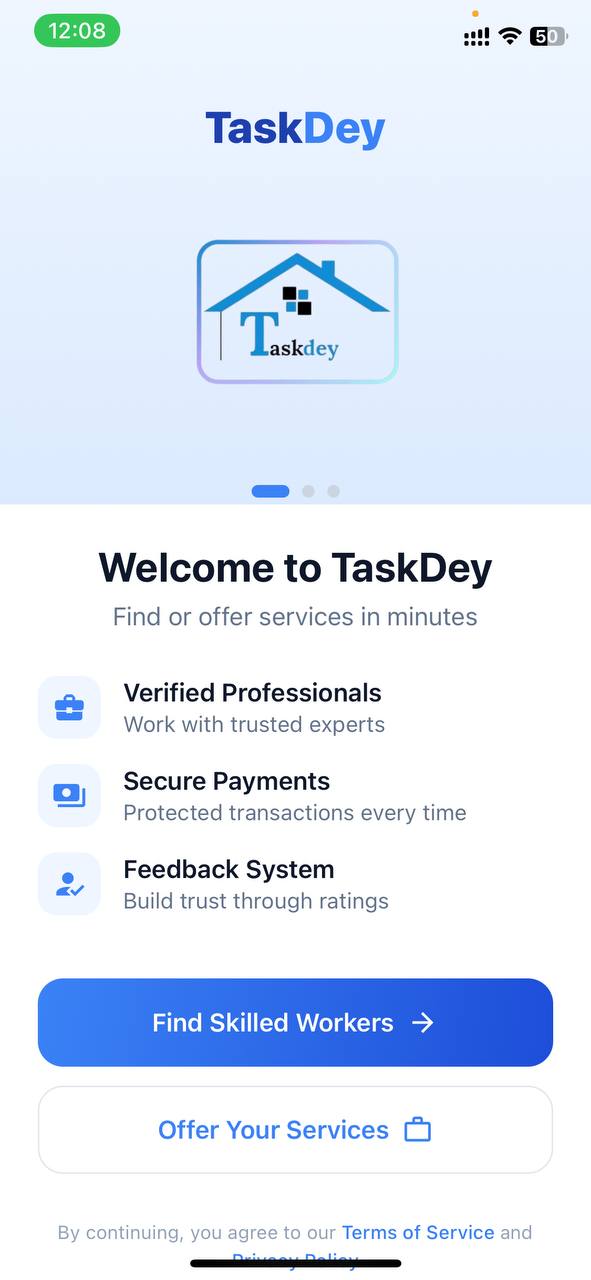 12:08
50
TaskDey
Taskdey
Welcome to TaskDey
Find or offer services in minutes
Verified Professionals
Work with trusted experts
Secure Payments
Protected transactions every time
Feedback System
Build trust through ratings
Find Skilled Workers →
Offer Your Services
By continuing, you agree to our Terms of Service and
Privacy Policy